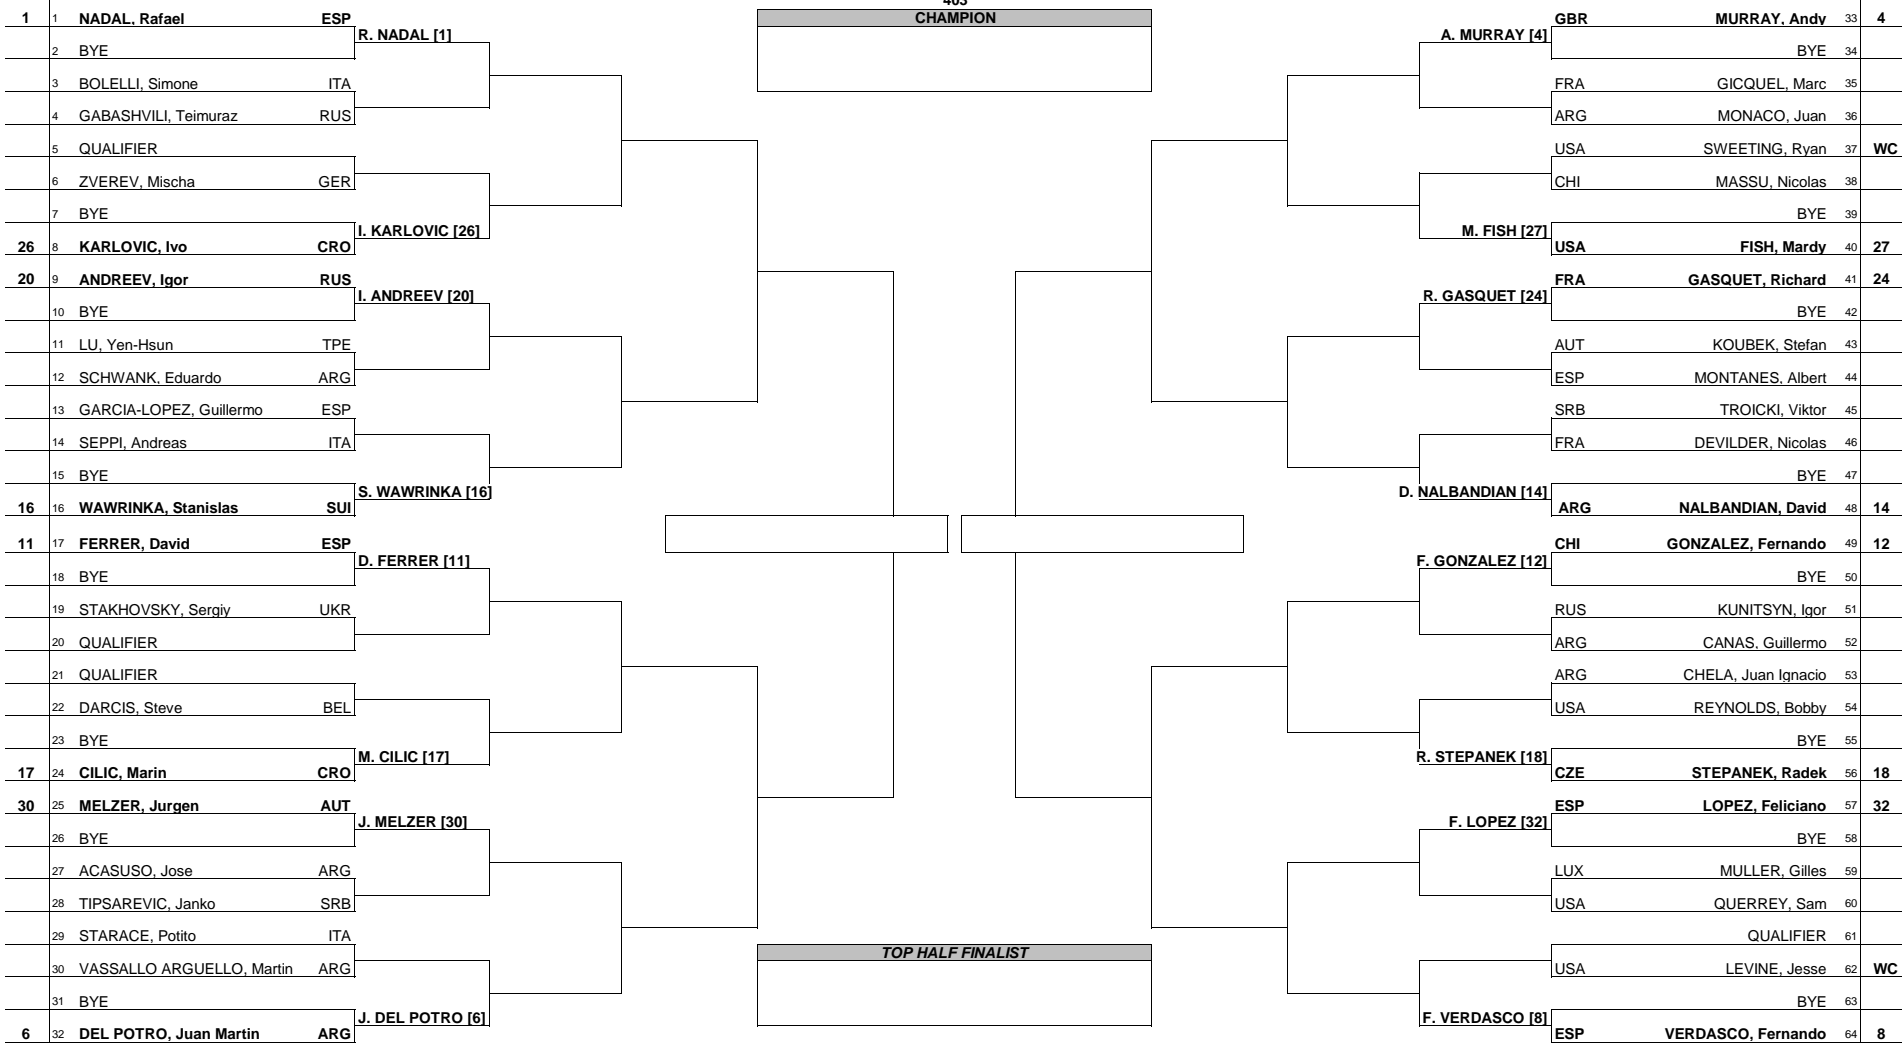 403
CHAMPION
1 1 NADAL, Rafael ESP
R. NADAL [1]
2 BYE
3 BOLELLI, Simone ITA
4 GABASHVILI, Teimuraz RUS
5 QUALIFIER
6 ZVEREV, Mischa GER
7 BYE
I. KARLOVIC [26]
26 8 KARLOVIC, Ivo CRO
20 9 ANDREEV, Igor RUS
I. ANDREEV [20]
10 BYE
11 LU, Yen-Hsun TPE
12 SCHWANK, Eduardo ARG
13 GARCIA-LOPEZ, Guillermo ESP
14 SEPPI, Andreas ITA
15 BYE
S. WAWRINKA [16]
16 16 WAWRINKA, Stanislas SUI
11 17 FERRER, David ESP
D. FERRER [11]
18 BYE
19 STAKHOVSKY, Sergiy UKR
20 QUALIFIER
21 QUALIFIER
22 DARCIS, Steve BEL
23 BYE
M. CILIC [17]
17 24 CILIC, Marin CRO
30 25 MELZER, Jurgen AUT
J. MELZER [30]
26 BYE
27 ACASUSO, Jose ARG
28 TIPSAREVIC, Janko SRB
29 STARACE, Potito ITA
30 VASSALLO ARGUELLO, Martin ARG
31 BYE
J. DEL POTRO [6]
6 32 DEL POTRO, Juan Martin ARG
TOP HALF FINALIST
GBR MURRAY, Andy 33 4
A. MURRAY [4]
BYE 34
FRA GICQUEL, Marc 35
ARG MONACO, Juan 36
USA SWEETING, Ryan 37 WC
CHI MASSU, Nicolas 38
BYE 39
M. FISH [27]
USA FISH, Mardy 40 27
FRA GASQUET, Richard 41 24
R. GASQUET [24]
BYE 42
AUT KOUBEK, Stefan 43
ESP MONTANES, Albert 44
SRB TROICKI, Viktor 45
FRA DEVILDER, Nicolas 46
BYE 47
D. NALBANDIAN [14]
ARG NALBANDIAN, David 48 14
CHI GONZALEZ, Fernando 49 12
F. GONZALEZ [12]
BYE 50
RUS KUNITSYN, Igor 51
ARG CANAS, Guillermo 52
ARG CHELA, Juan Ignacio 53
USA REYNOLDS, Bobby 54
BYE 55
R. STEPANEK [18]
CZE STEPANEK, Radek 56 18
ESP LOPEZ, Feliciano 57 32
F. LOPEZ [32]
BYE 58
LUX MULLER, Gilles 59
USA QUERREY, Sam 60
QUALIFIER 61
USA LEVINE, Jesse 62 WC
BYE 63
F. VERDASCO [8]
ESP VERDASCO, Fernando 64 8